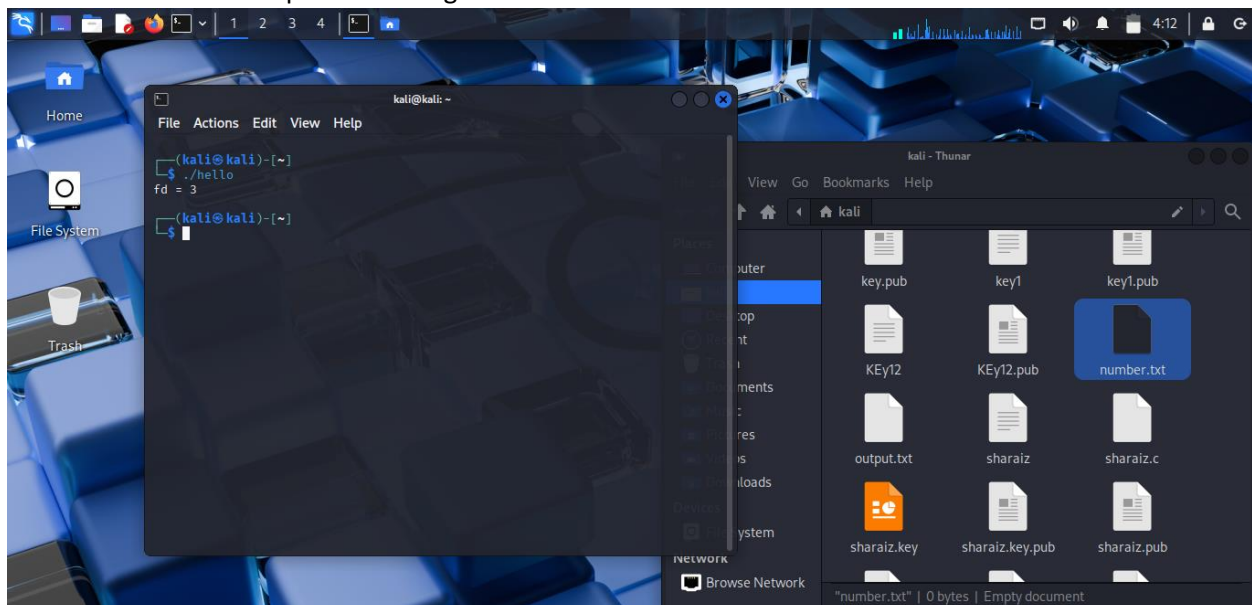 1 2 3 4
4:12
Home
File System
Trash
kali@kali: ~
File Actions Edit View Help
┌──(kali㉿kali)-[~]
└─$ ./hello
fd = 3
┌──(kali㉿kali)-[~]
└─$
kali - Thunar
View Go Bookmarks Help
kali
Places
Network
Browse Network
key.pub key1 key1.pub
KEy12 KEy12.pub number.txt
output.txt sharaiz sharaiz.c
sharaiz.key sharaiz.key.pub sharaiz.pub
"number.txt" | 0 bytes | Empty document